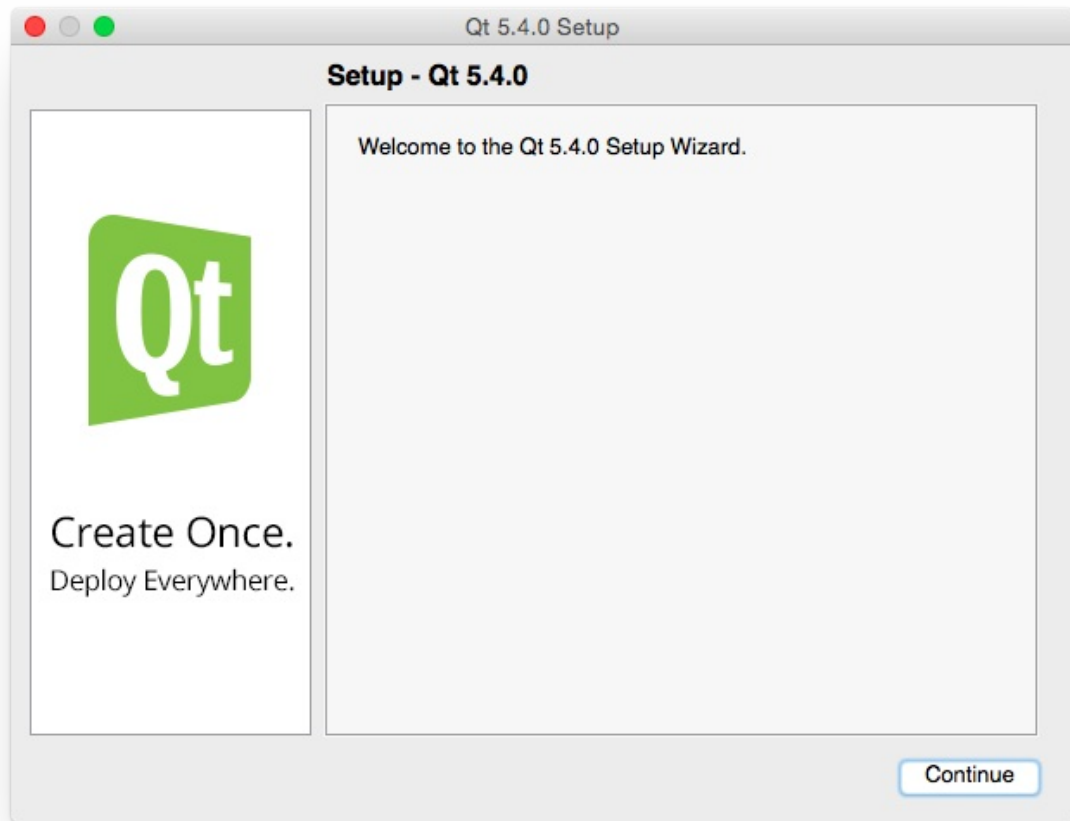 Qt 5.4.0 Setup
Setup - Qt 5.4.0
Welcome to the Qt 5.4.0 Setup Wizard.
Qt
Create Once.
Deploy Everywhere.
Continue